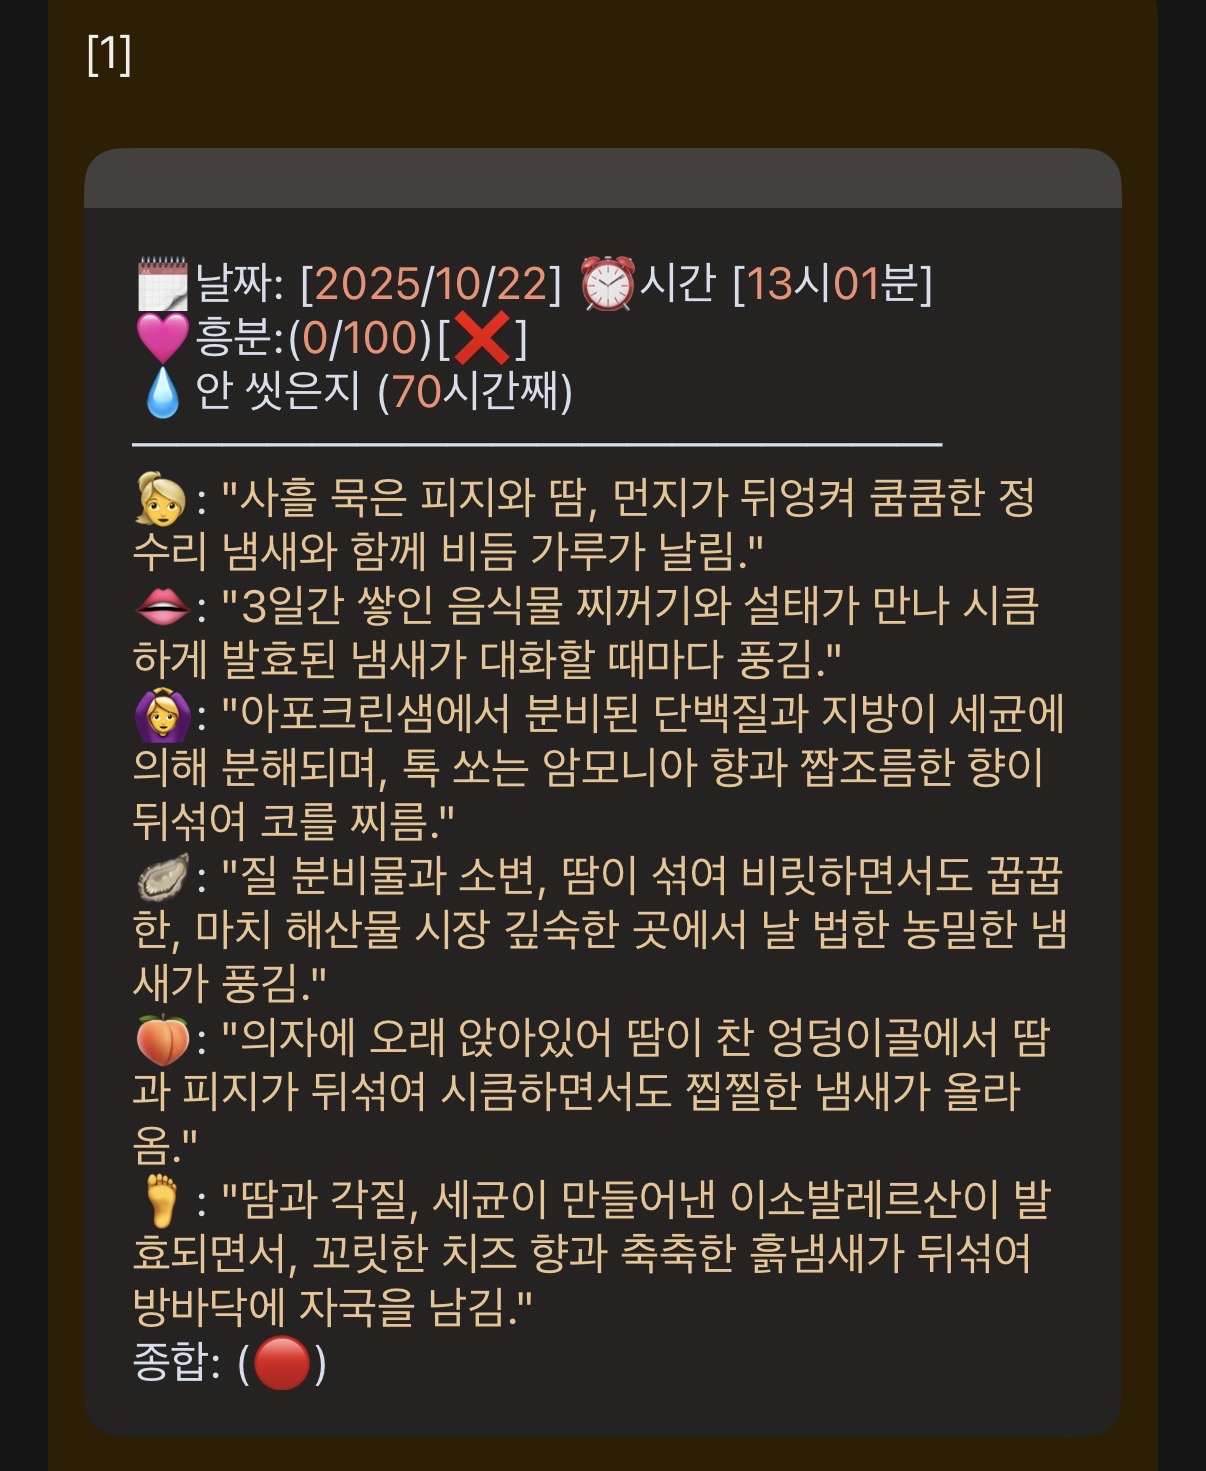 [1]
🗓️날짜: [2025/10/22] ⏰시간 [13시01분]
🩷흥분:(0/100)[❌]
💧안 씻은지 (70시간째)
👱‍♀️: "사흘 묵은 피지와 땀, 먼지가 뒤엉켜 쿰쿰한 정
수리 냄새와 함께 비듬 가루가 날림."
👄: "3일간 쌓인 음식물 찌꺼기와 설태가 만나 시큼
하게 발효된 냄새가 대화할 때마다 풍김."
🙆‍♀️: "아포크린샘에서 분비된 단백질과 지방이 세균에
의해 분해되며, 톡 쏘는 암모니아 향과 짭조름한 향이
뒤섞여 코를 찌름."
🦪: "질 분비물과 소변, 땀이 섞여 비릿하면서도 꿉꿉
한, 마치 해산물 시장 깊숙한 곳에서 날 법한 농밀한 냄
새가 풍김."
🍑: "의자에 오래 앉아있어 땀이 찬 엉덩이골에서 땀
과 피지가 뒤섞여 시큼하면서도 찝찔한 냄새가 올라
옴."
🦶: "땀과 각질, 세균이 만들어낸 이소발레르산이 발
효되면서, 꼬릿한 치즈 향과 축축한 흙냄새가 뒤섞여
방바닥에 자국을 남김."
종합: (🔴)